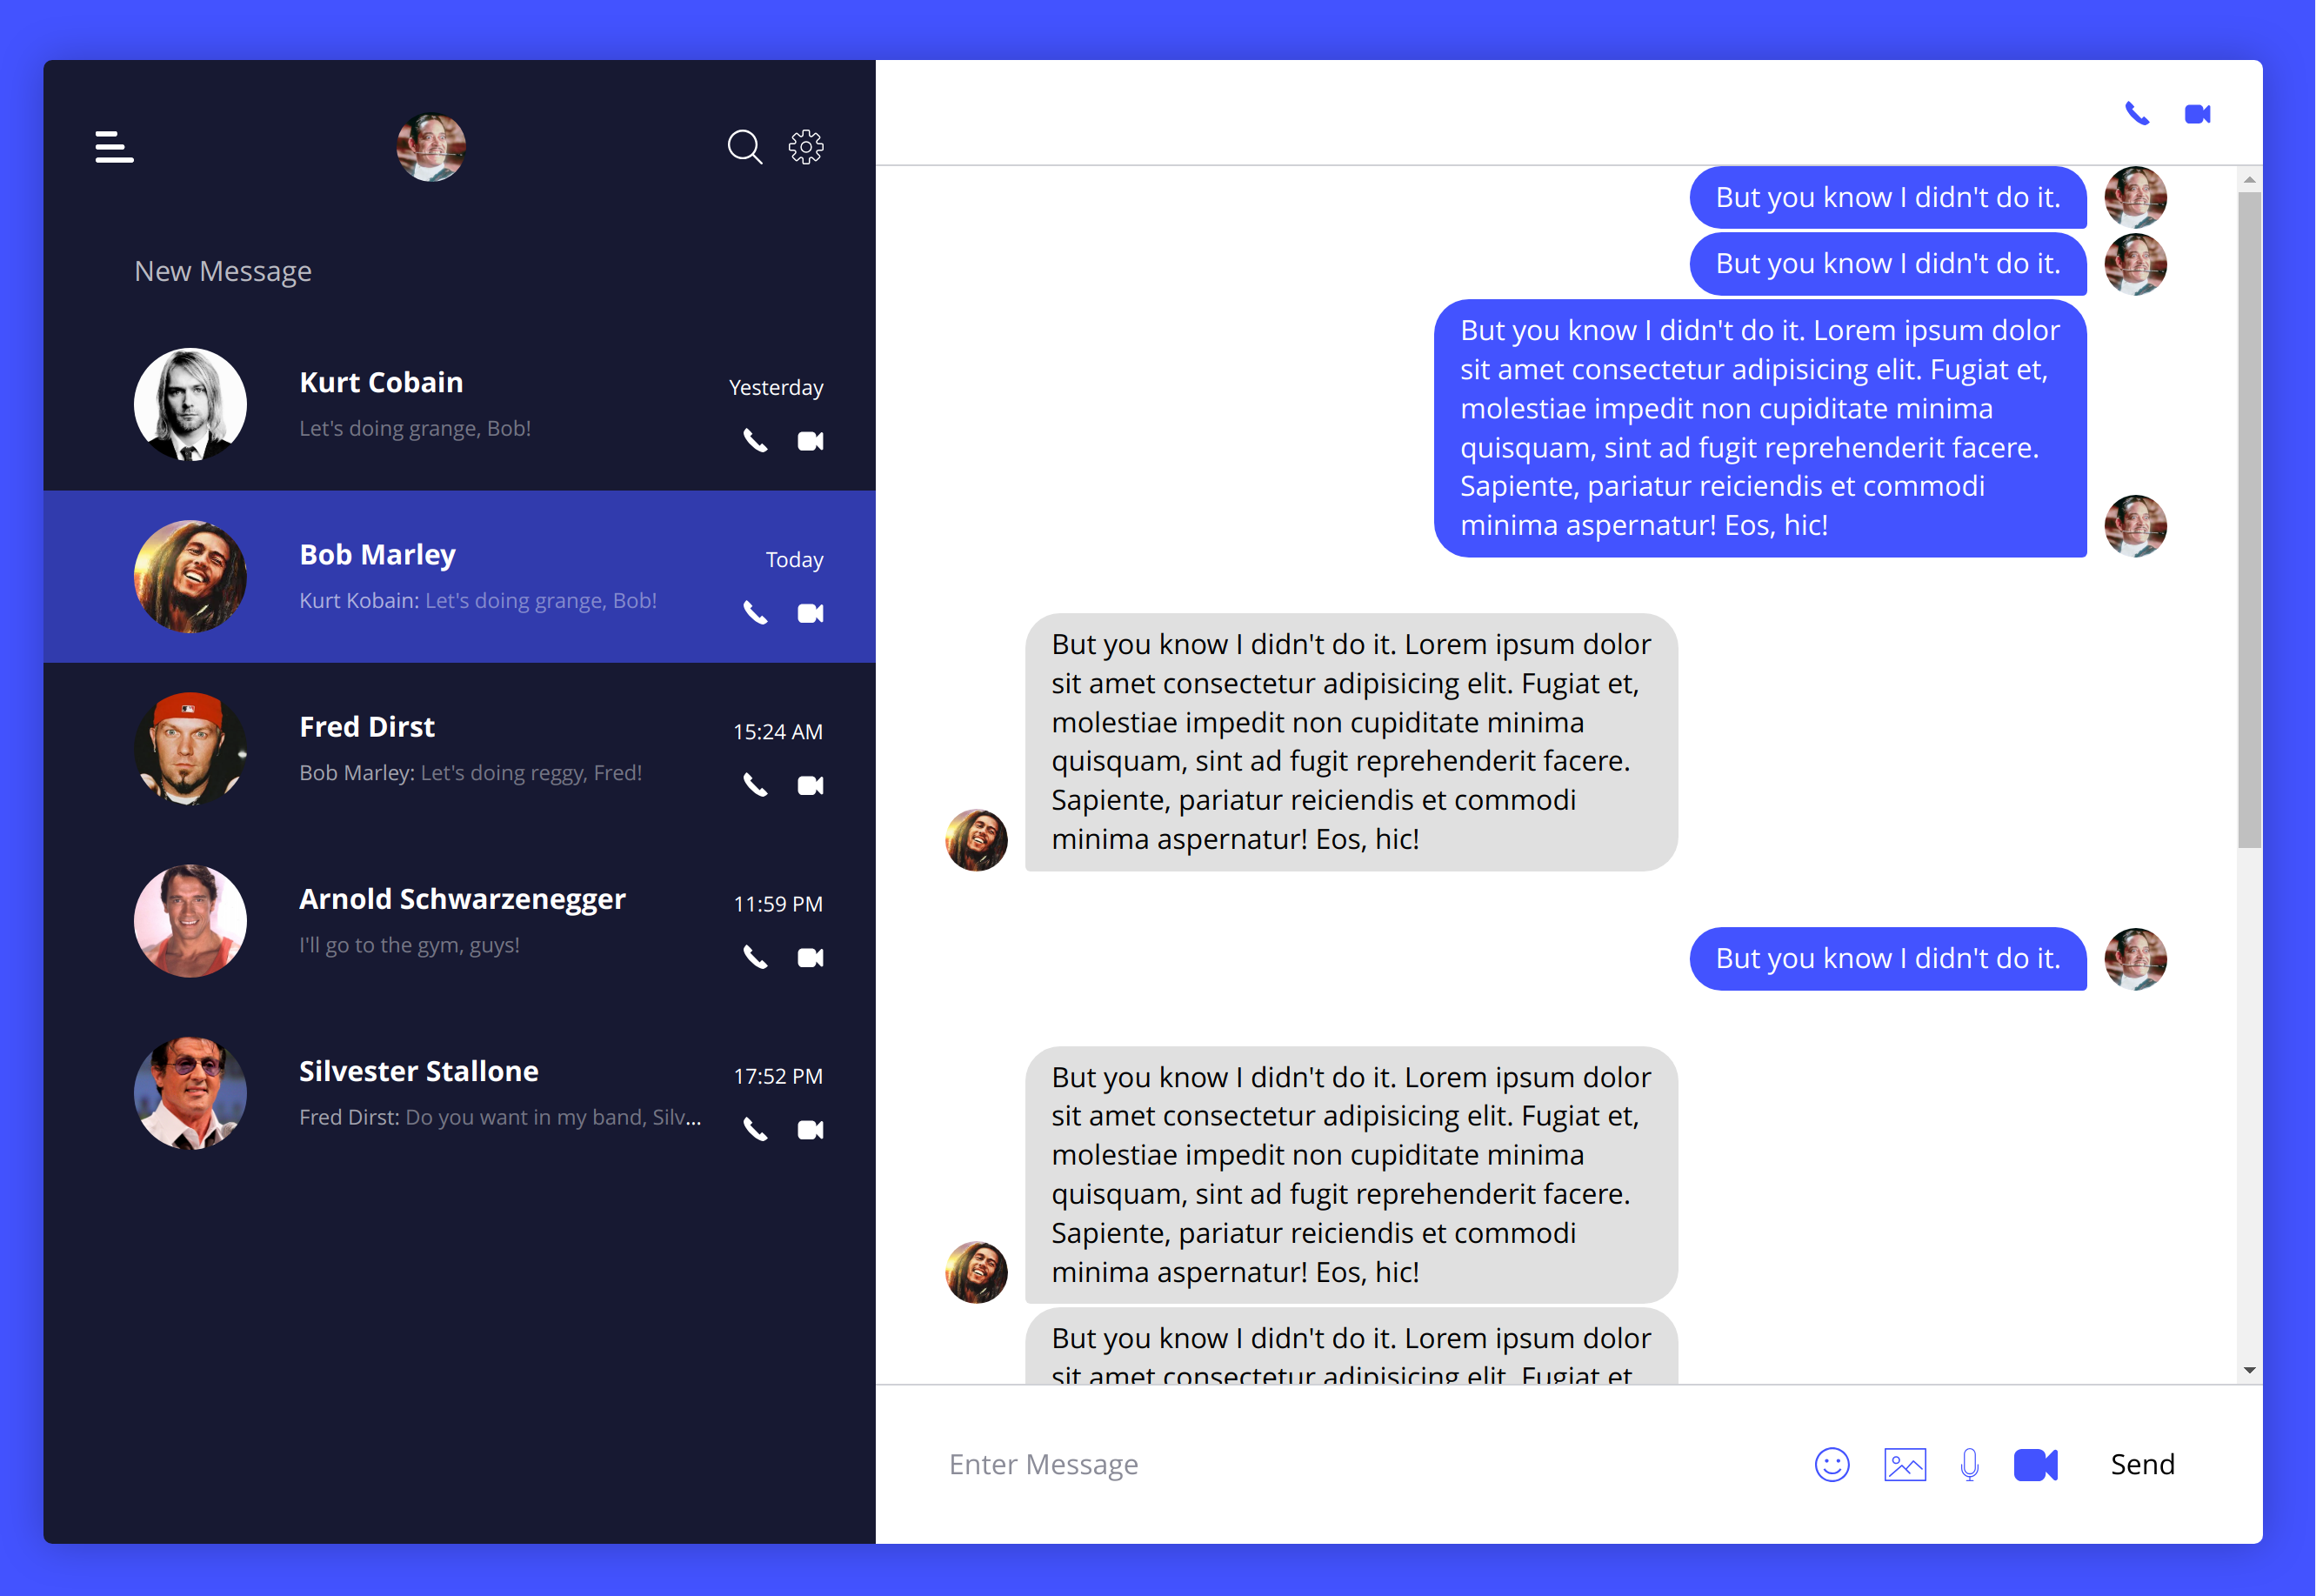 New Message
Kurt Cobain
Yesterday
Let's doing grange, Bob!
Bob Marley
Today
Kurt Kobain: Let's doing grange, Bob!
Fred Dirst
15:24 AM
Bob Marley: Let's doing reggy, Fred!
Arnold Schwarzenegger
11:59 PM
I'll go to the gym, guys!
Silvester Stallone
17:52 PM
Fred Dirst: Do you want in my band, Silv...
But you know I didn't do it.
But you know I didn't do it.
But you know I didn't do it. Lorem ipsum dolor
sit amet consectetur adipisicing elit. Fugiat et,
molestiae impedit non cupiditate minima
quisquam, sint ad fugit reprehenderit facere.
Sapiente, pariatur reiciendis et commodi
minima aspernatur! Eos, hic!
But you know I didn't do it. Lorem ipsum dolor
sit amet consectetur adipisicing elit. Fugiat et,
molestiae impedit non cupiditate minima
quisquam, sint ad fugit reprehenderit facere.
Sapiente, pariatur reiciendis et commodi
minima aspernatur! Eos, hic!
But you know I didn't do it.
But you know I didn't do it. Lorem ipsum dolor
sit amet consectetur adipisicing elit. Fugiat et,
molestiae impedit non cupiditate minima
quisquam, sint ad fugit reprehenderit facere.
Sapiente, pariatur reiciendis et commodi
minima aspernatur! Eos, hic!
But you know I didn't do it. Lorem ipsum dolor
sit amet consectetur adipisicing elit. Fugiat et
Enter Message
Send